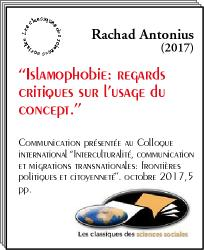 Les classiques des sciences sociales
Rachad Antonius
(2017)
“Islamophobie: regards
critiques sur l’usage du
concept.”
Communication présentée au Colloque
international “Interculturalité, communication
et migrations transnationales: Frontières
politiques et citoyenneté”. octobre 2017,5
pp.
Les classiques des sciences sociales